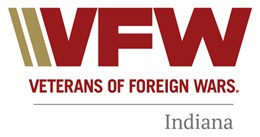 VFW
VETERANS OF FOREIGN WARS®
Indiana